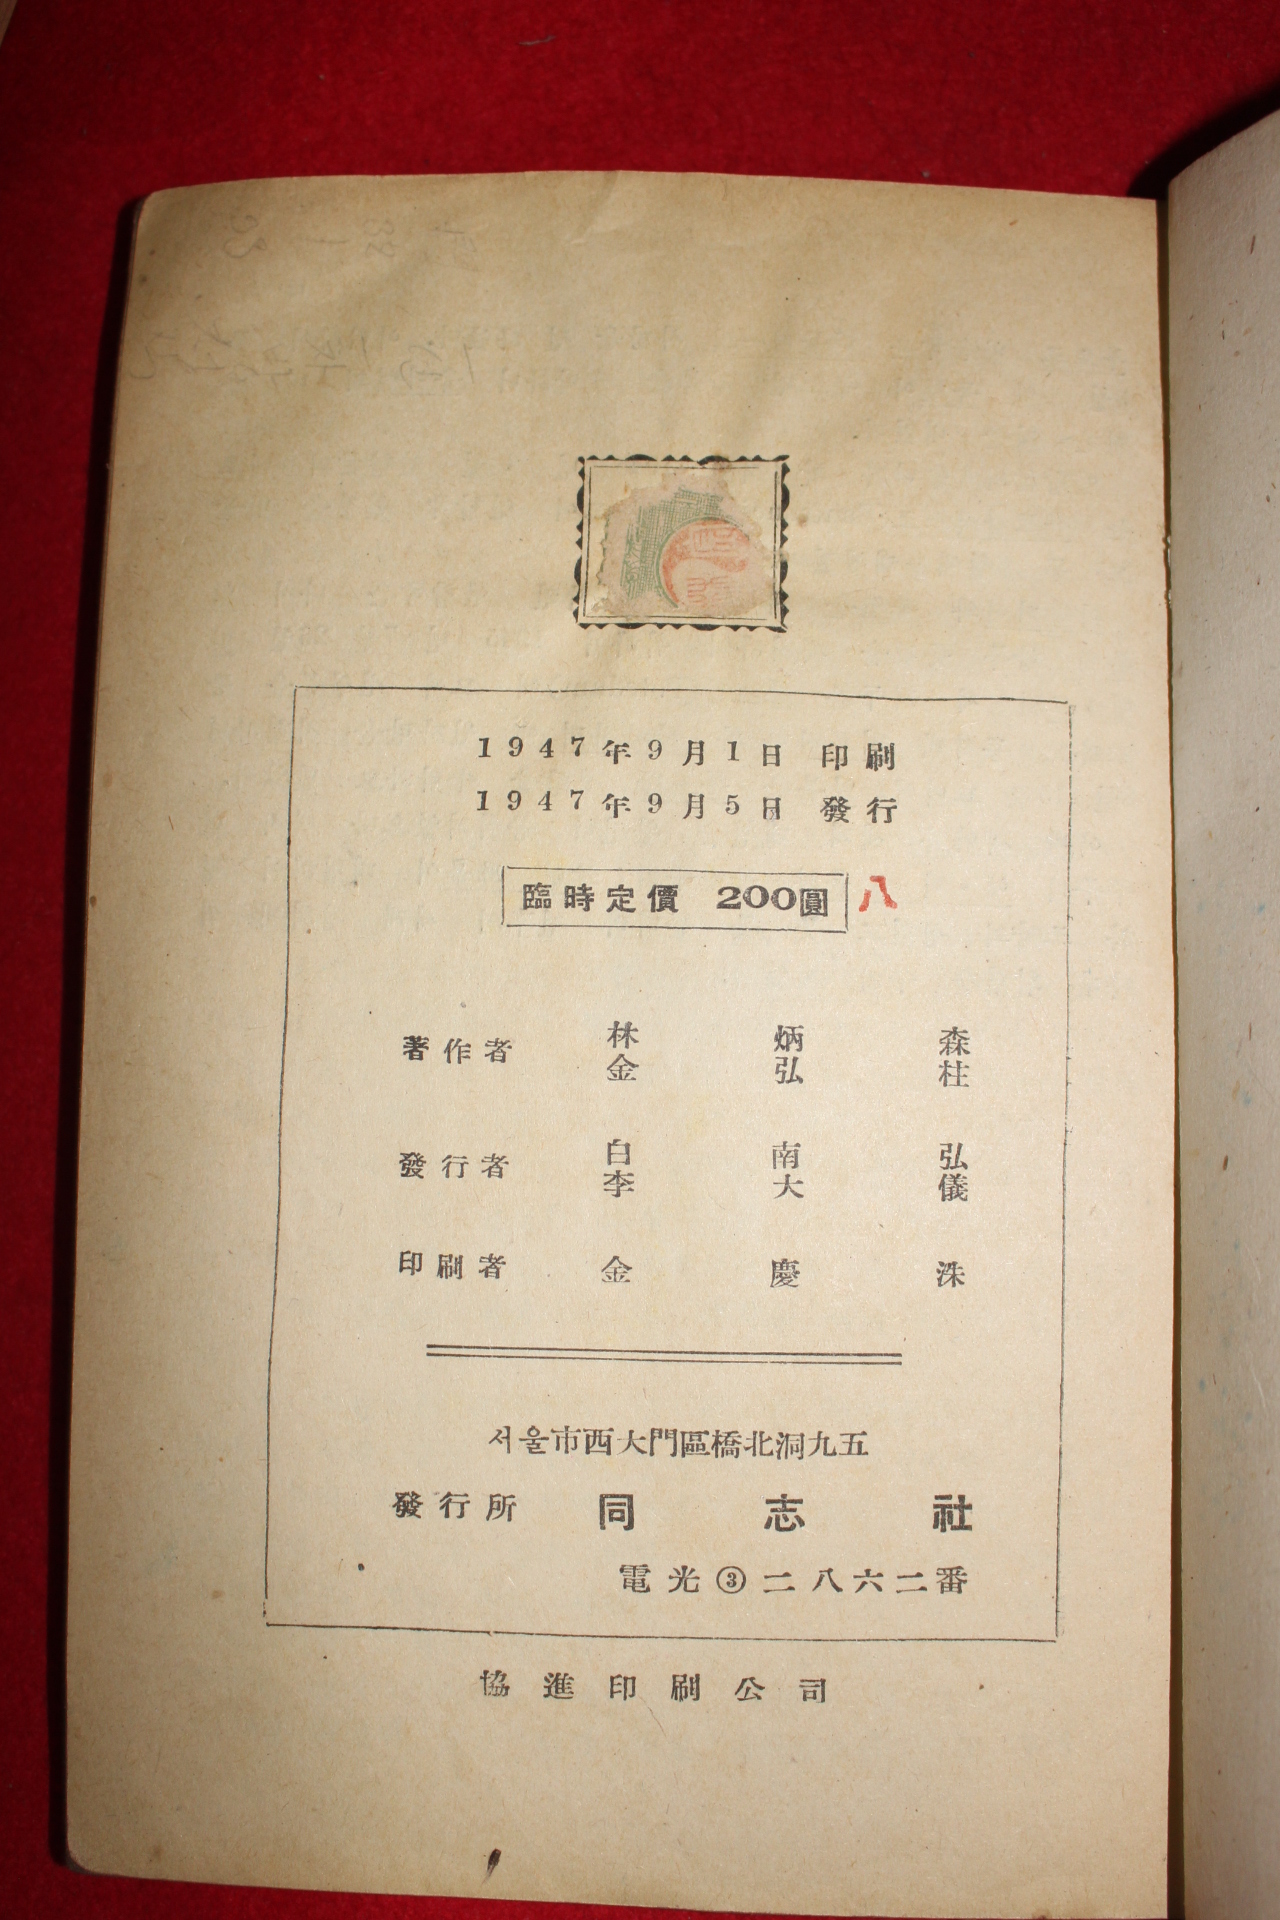 1947年9月1日 印刷
1947年9月5日 發行
臨時定價 200圓 八
著作者 林炳森
金弘柱
發行者 白南弘
李大儀
印刷者 金慶洙
서울市西大門區橋北洞九五
發行所 同志社
電光③二八六二番
協進印刷公司